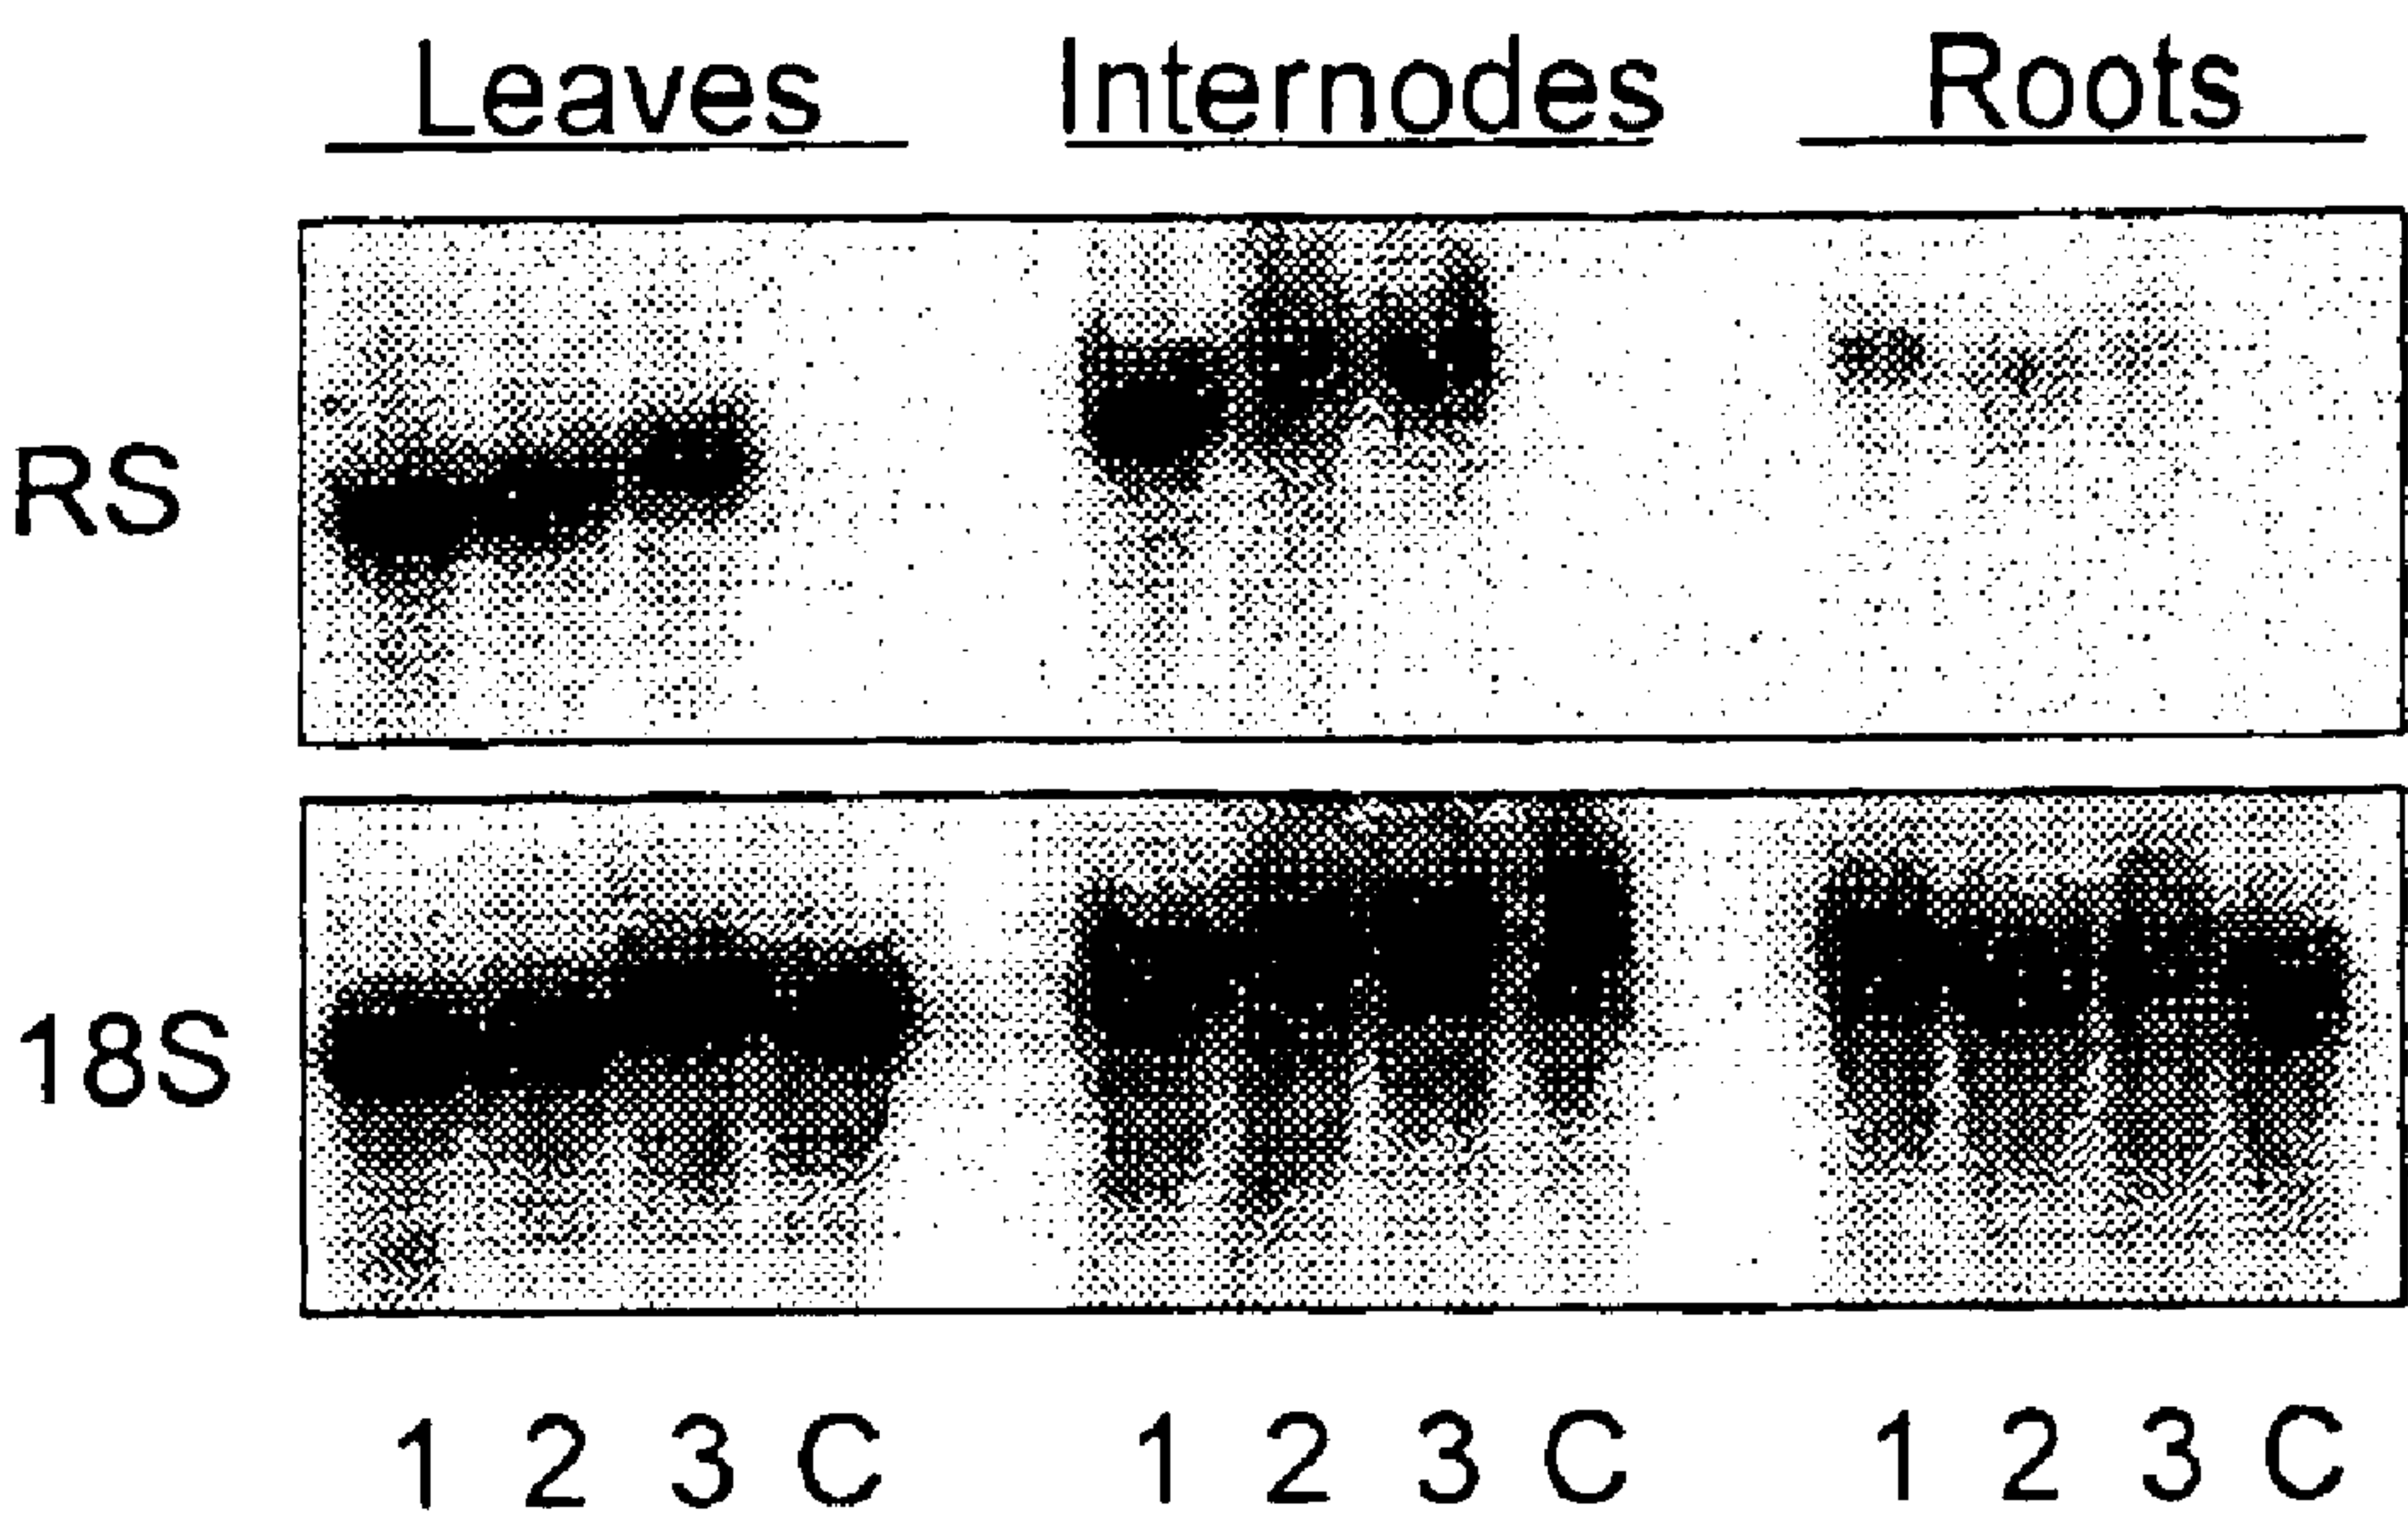 Leaves Internodes Roots
RS
18S
1 2 3 C 1 2 3 C 1 2 3 C